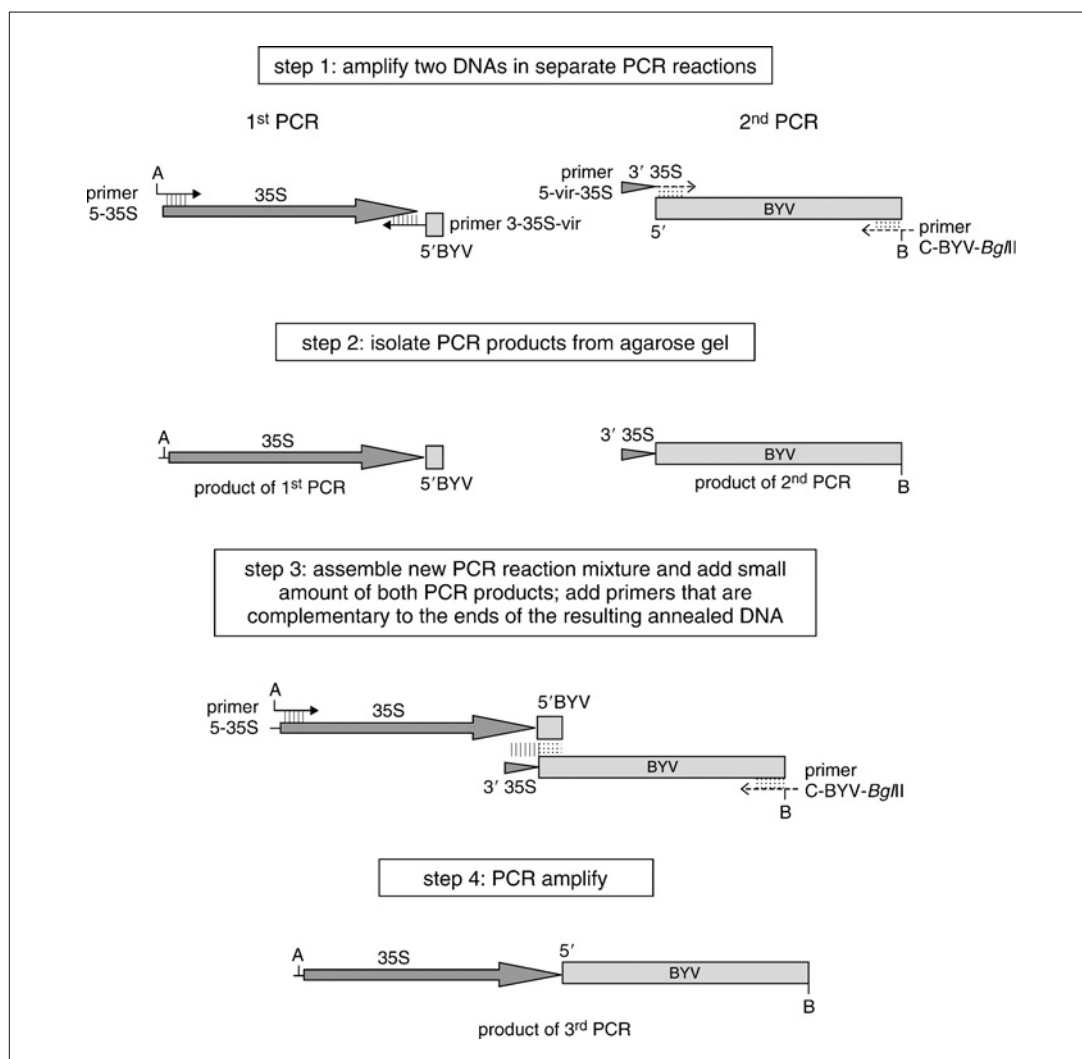 step 1: amplify two DNAs in separate PCR reactions
1st PCR
2nd PCR
A
primer
5-35S
35S
primer 3-35S-vir
5′BYV
primer
5-vir-35S
3′ 35S
BYV
5′
primer
C-BYV-BglII
B
step 2: isolate PCR products from agarose gel
A
35S
product of 1st PCR
5′BYV
3′ 35S
BYV
product of 2nd PCR
B
step 3: assemble new PCR reaction mixture and add small
amount of both PCR products; add primers that are
complementary to the ends of the resulting annealed DNA
A
primer
5-35S
35S
5′BYV
3′ 35S
BYV
primer
C-BYV-BglII
B
step 4: PCR amplify
A
35S
5′
BYV
B
product of 3rd PCR